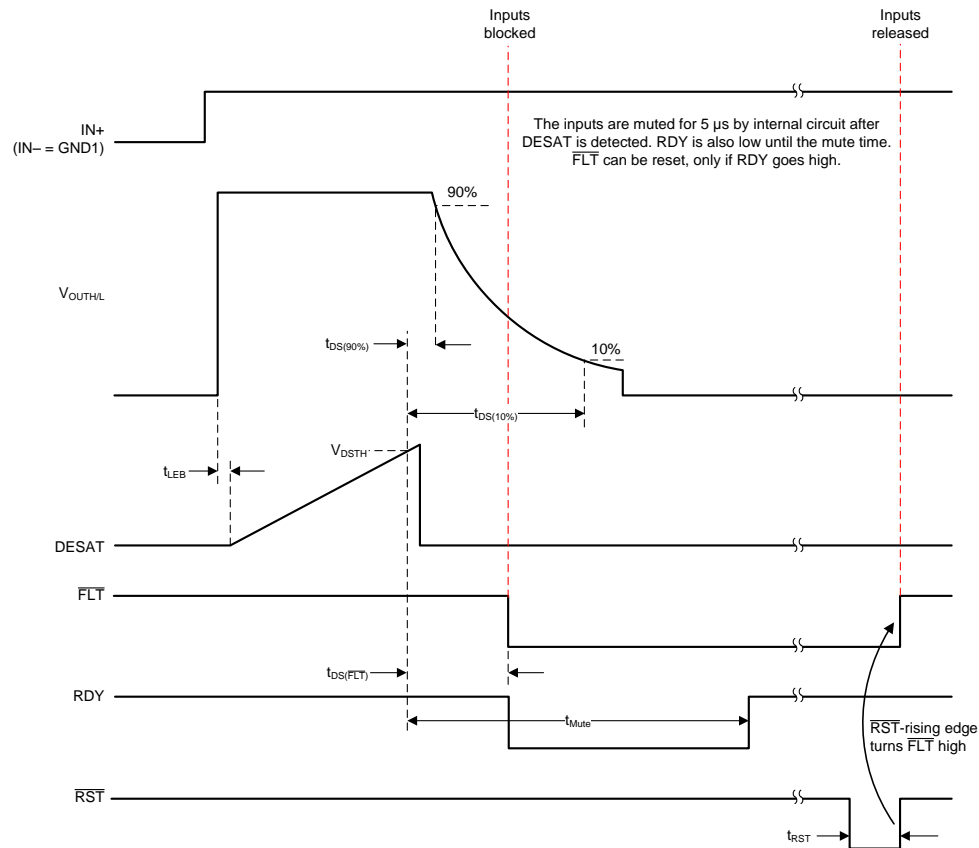 Inputs
blocked
Inputs
released
IN+
(IN– = GND1)
The inputs are muted for 5 µs by internal circuit after
DESAT is detected. RDY is also low until the mute time.
FLT can be reset, only if RDY goes high.
90%
VOUTH/L
tDS(90%)
10%
tDS(10%)
VDSTH
tLEB
DESAT
FLT
tDS(FLT)
RDY
tMute
RST-rising edge
turns FLT high
RST
tRST